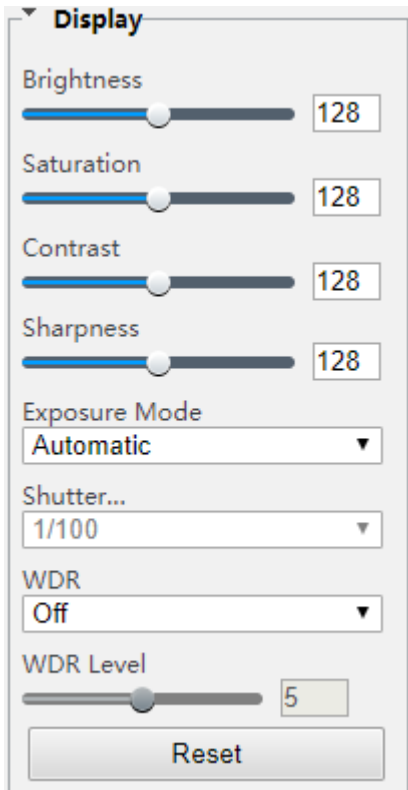 Display
Brightness
128
Saturation
128
Contrast
128
Sharpness
128
Exposure Mode
Automatic
Shutter...
1/100
WDR
Off
WDR Level
5
Reset